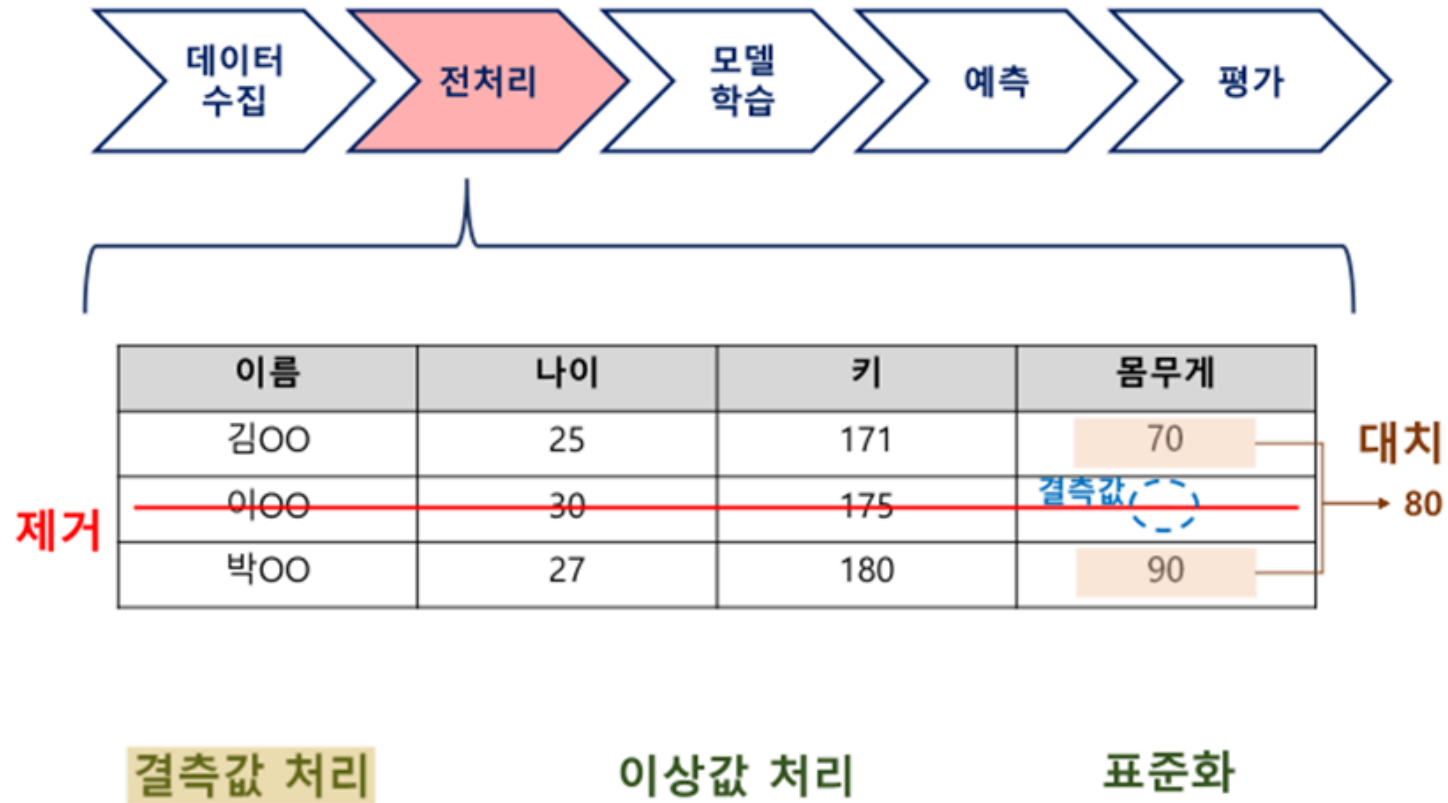 데이터
수집
전처리
모델
학습
예측
평가
이름 나이 키 몸무게
김OO 25 171 70
대치
이OO 30 175 결측값
80
제거
박OO 27 180 90
결측값 처리 이상값 처리 표준화